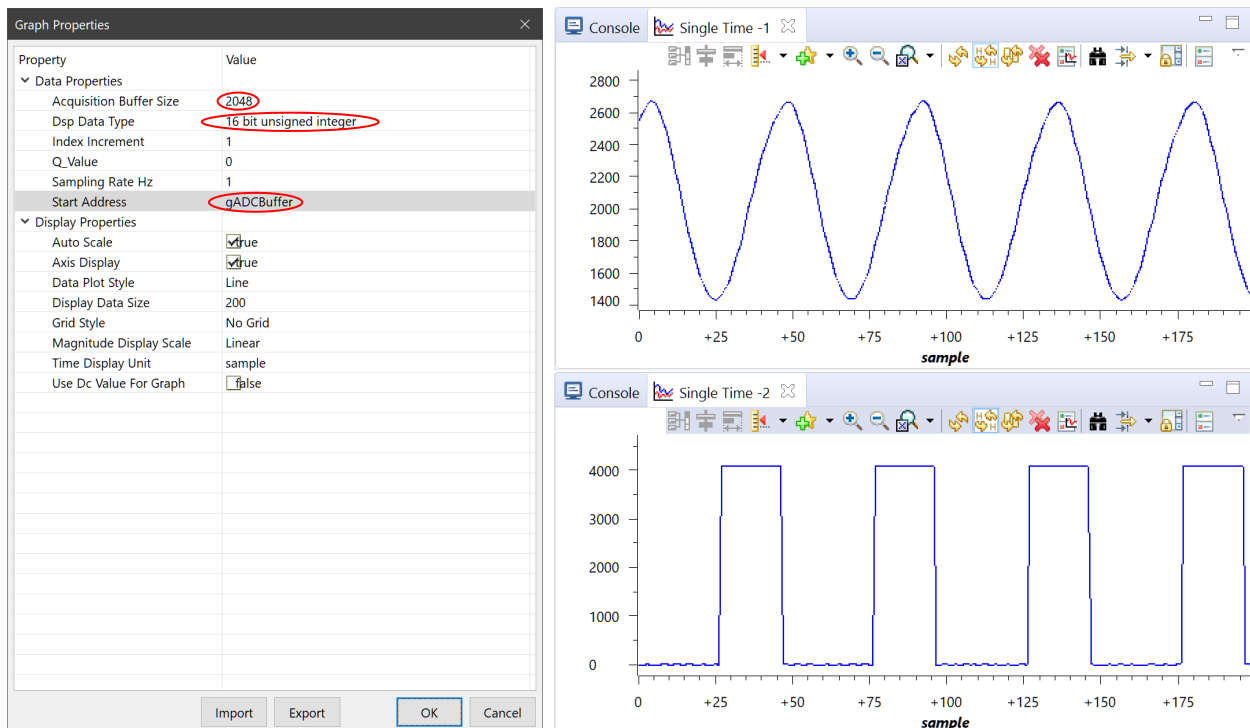 Graph Properties
Property Value
Data Properties
Acquisition Buffer Size 2048
Dsp Data Type 16 bit unsigned integer
Index Increment 1
Q_Value 0
Sampling Rate Hz 1
Start Address gADCBuffer
Display Properties
Auto Scale true
Axis Display true
Data Plot Style Line
Display Data Size 200
Grid Style No Grid
Magnitude Display Scale Linear
Time Display Unit sample
Use Dc Value For Graph false
Import Export OK Cancel
Console Single Time -1
2800
2600
2400
2200
2000
1800
1600
1400
0 +25 +50 +75 +100 +125 +150 +175
sample
Console Single Time -2
4000
3000
2000
1000
0
0 +25 +50 +75 +100 +125 +150 +175
sample